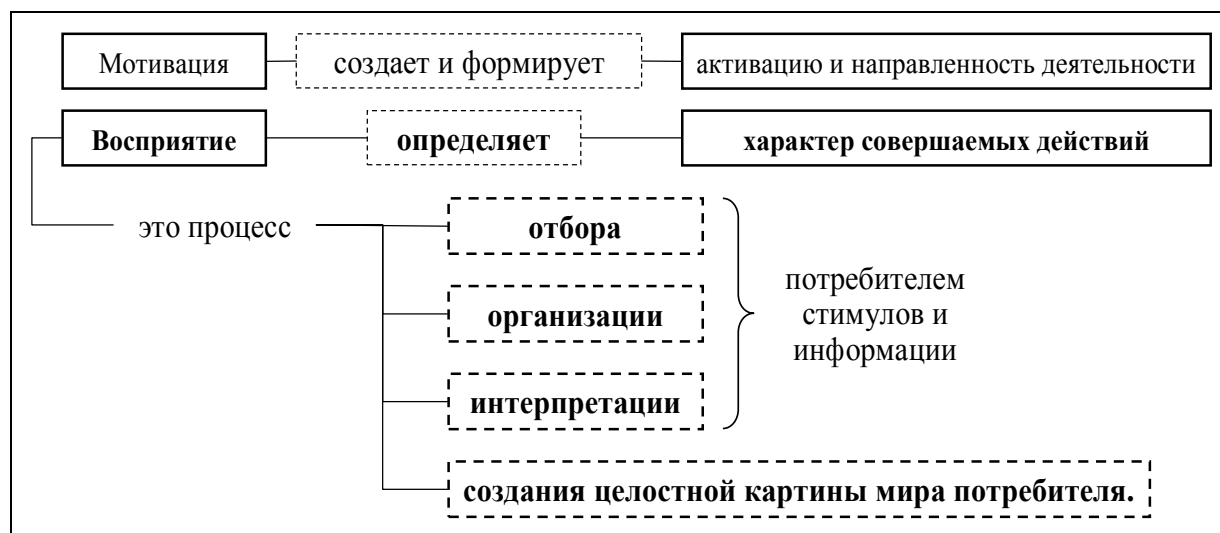 Мотивация создает и формирует активацию и направленность деятельности
Восприятие определяет характер совершаемых действий
это процесс
отбора
организации
интерпретации
потребителем
стимулов и
информации
создания целостной картины мира потребителя.